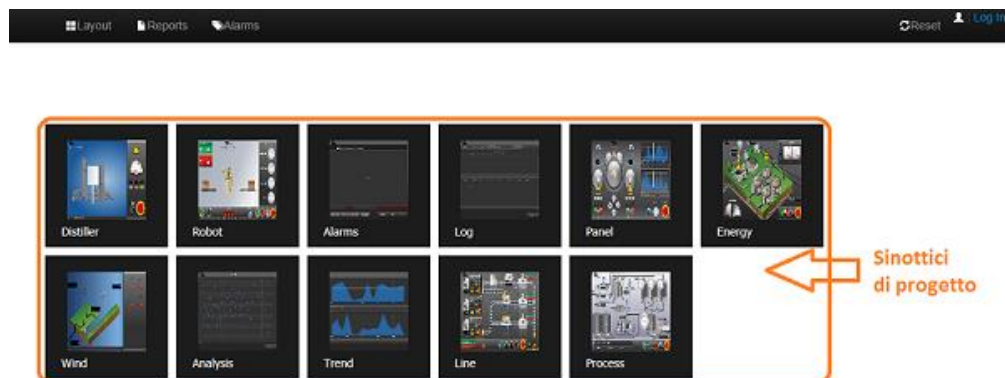 Layout Reports Alarms Reset Log In
Distiller Robot Alarms Log Panel Energy
Sinottici
di progetto
Wind Analysis Trend Line Process